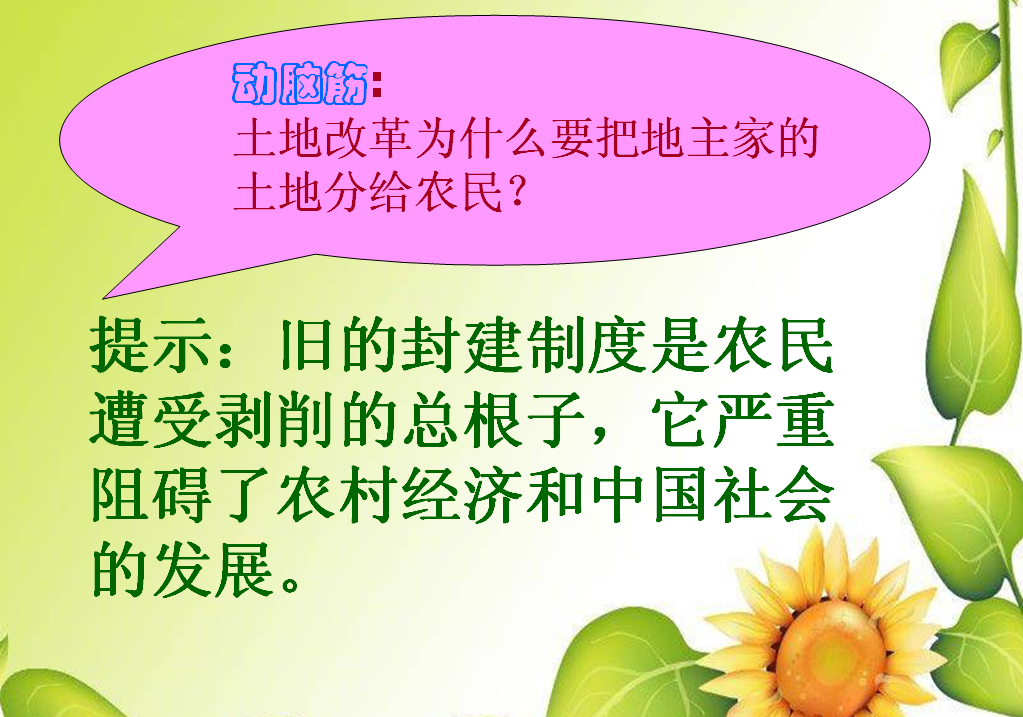 动脑筋:
土地改革为什么要把地主家的
土地分给农民？
提示：旧的封建制度是农民
遭受剥削的总根子，它严重
阻碍了农村经济和中国社会
的发展。